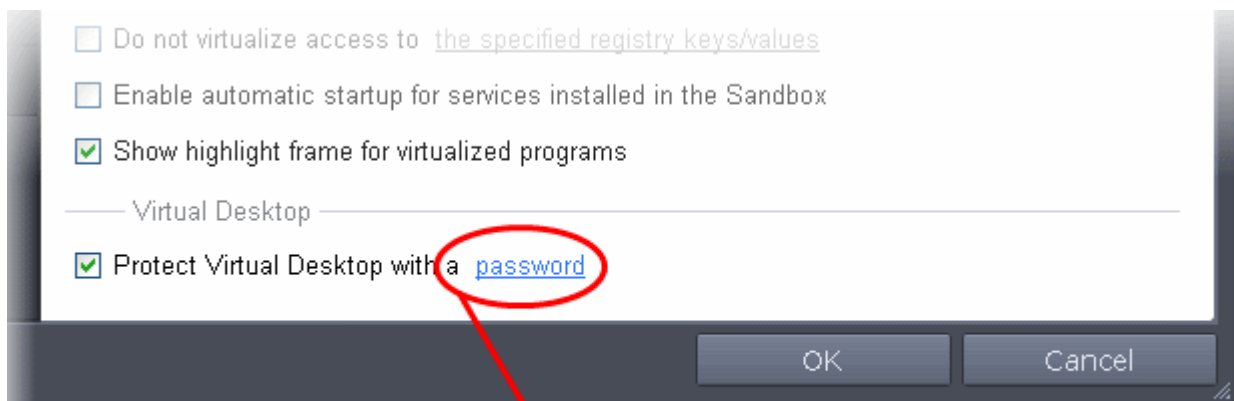 Do not virtualize access to the specified registry keys/values
Enable automatic startup for services installed in the Sandbox
Show highlight frame for virtualized programs
Virtual Desktop
Protect Virtual Desktop with a password
OK Cancel